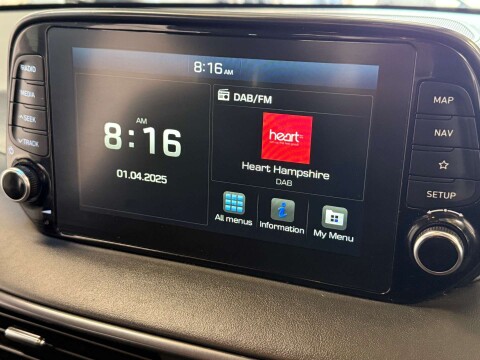 8:16 AM
RADIO
MEDIA
SEEK
TRACK
AM
8:16
01.04.2025
DAB/FM
heart
Heart Hampshire
DAB
All menus
Information
My Menu
MAP
NAV
SETUP